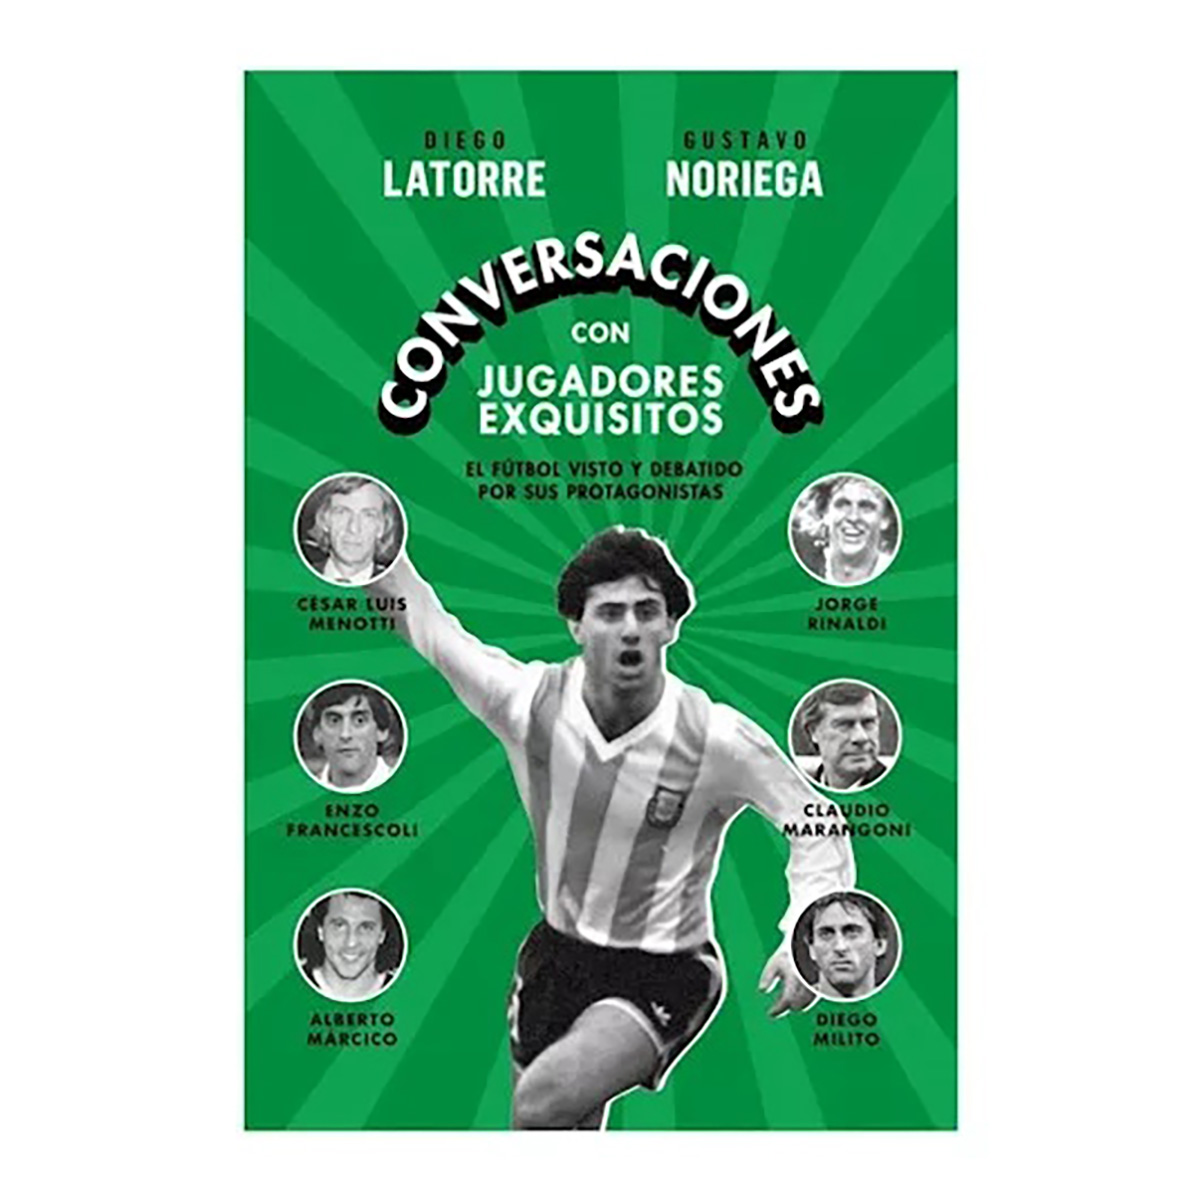 DIEGO
LATORRE
GUSTAVO
NORIEGA
CONVERSACIONES
CON
JUGADORES
EXQUISITOS
EL FÚTBOL VISTO Y DEBATIDO
POR SUS PROTAGONISTAS
CÉSAR LUIS
MENOTTI
JORGE
RINALDI
ENZO
FRANCESCOLI
CLAUDIO
MARANGONI
ALBERTO
MÁRCICO
DIEGO
MILITO